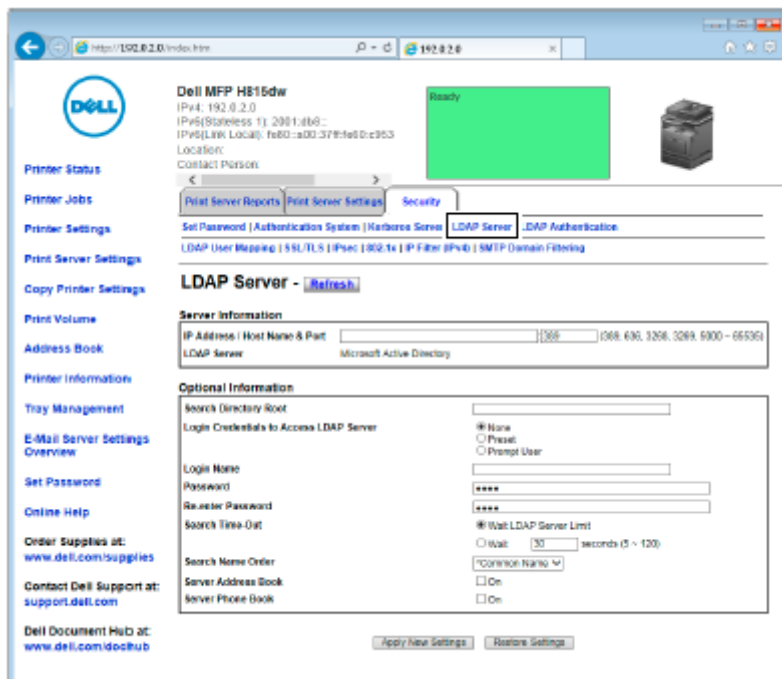 http://192.0.2.0/index.htm
192.0.2.0
DELL
Dell MFP H815dw
IPv4: 192.0.2.0
IPv6(Stateless 1): 2001:db8::
IPv6(Link Local): fe80::a00:37ff:fe60:c953
Location:
Contact Person:
Ready
Printer Status
Printer Jobs
Printer Settings
Print Server Settings
Copy Printer Settings
Print Volume
Address Book
Printer Information
Tray Management
E-Mail Server Settings
Overview
Set Password
Online Help
Order Supplies at:
www.dell.com/supplies
Contact Dell Support at:
support.dell.com
Dell Document Hub at:
www.dell.com/dochub
Print Server Reports Print Server Settings Security
Set Password | Authentication System | Kerberos Server | LDAP Server | LDAP Authentication
LDAP User Mapping | SSL/TLS | IPsec | 802.1x | IP Filter (IPv4) | SMTP Domain Filtering
LDAP Server - Refresh
Server Information
IP Address / Host Name & Port : 389 (389, 636, 3268, 3269, 5000 ~ 65535)
LDAP Server Microsoft Active Directory
Optional Information
Search Directory Root
Login Credentials to Access LDAP Server None
Preset
Prompt User
Login Name
Password ••••
Re-enter Password ••••
Search Time-Out Wait LDAP Server Limit
Wait 30 seconds (5 ~ 120)
Search Name Order *Common Name
Server Address Book On
Server Phone Book On
Apply New Settings Restore Settings